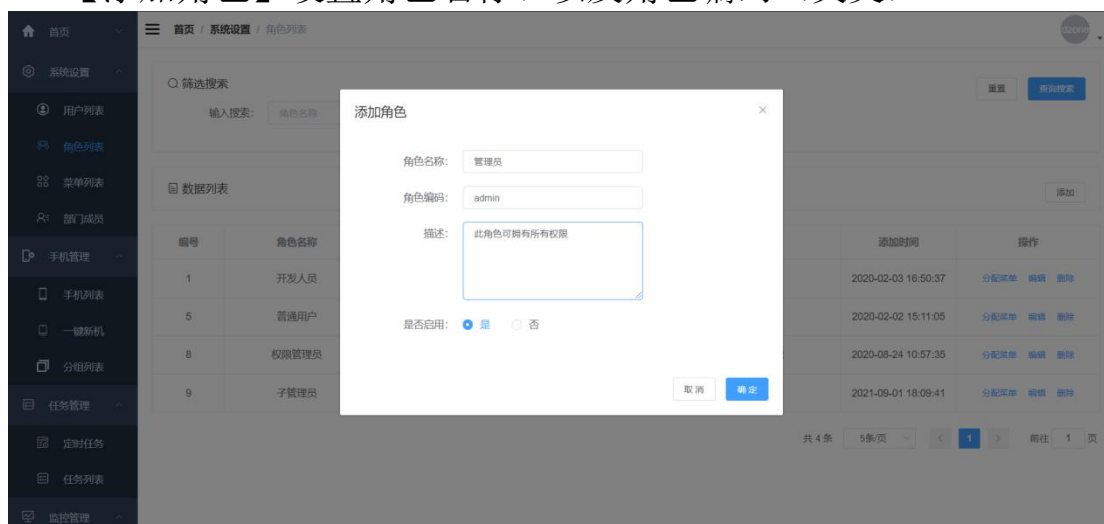 首页
首页 / 系统设置 / 角色列表
dzone
系统设置
用户列表
角色列表
菜单列表
部门成员
手机管理
手机列表
一键新机
分组列表
任务管理
定时任务
任务列表
监控管理
筛选搜索
重置
查询搜索
输入搜索:
角色名称
数据列表
添加
编号 角色名称 添加时间 操作
1 开发人员 2020-02-03 16:50:37 分配菜单 编辑 删除
5 普通用户 2020-02-02 15:11:05 分配菜单 编辑 删除
8 权限管理员 2020-08-24 10:57:35 分配菜单 编辑 删除
9 子管理员 2021-09-01 18:09:41 分配菜单 编辑 删除
共 4 条 5条/页 1 前往 1 页
添加角色
角色名称: 管理员
角色编码: admin
描述: 此角色可拥有所有权限
是否启用: 是 否
取消 确定